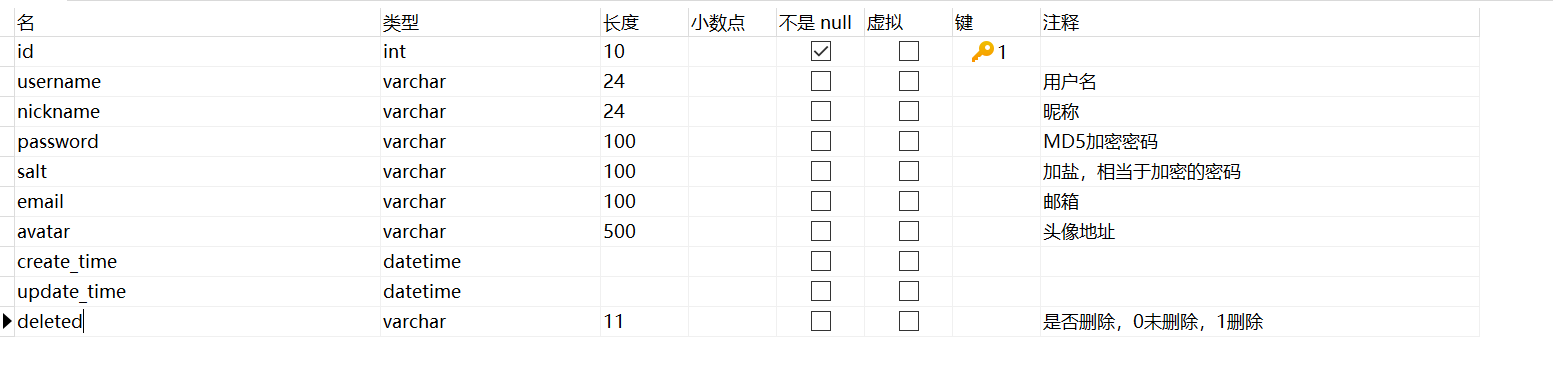 名 类型 长度 小数点 不是 null 虚拟 键 注释
id int 10 1
username varchar 24 用户名
nickname varchar 24 昵称
password varchar 100 MD5加密密码
salt varchar 100 加盐，相当于加密的密码
email varchar 100 邮箱
avatar varchar 500 头像地址
create_time datetime
update_time datetime
deleted varchar 11 是否删除，0未删除，1删除